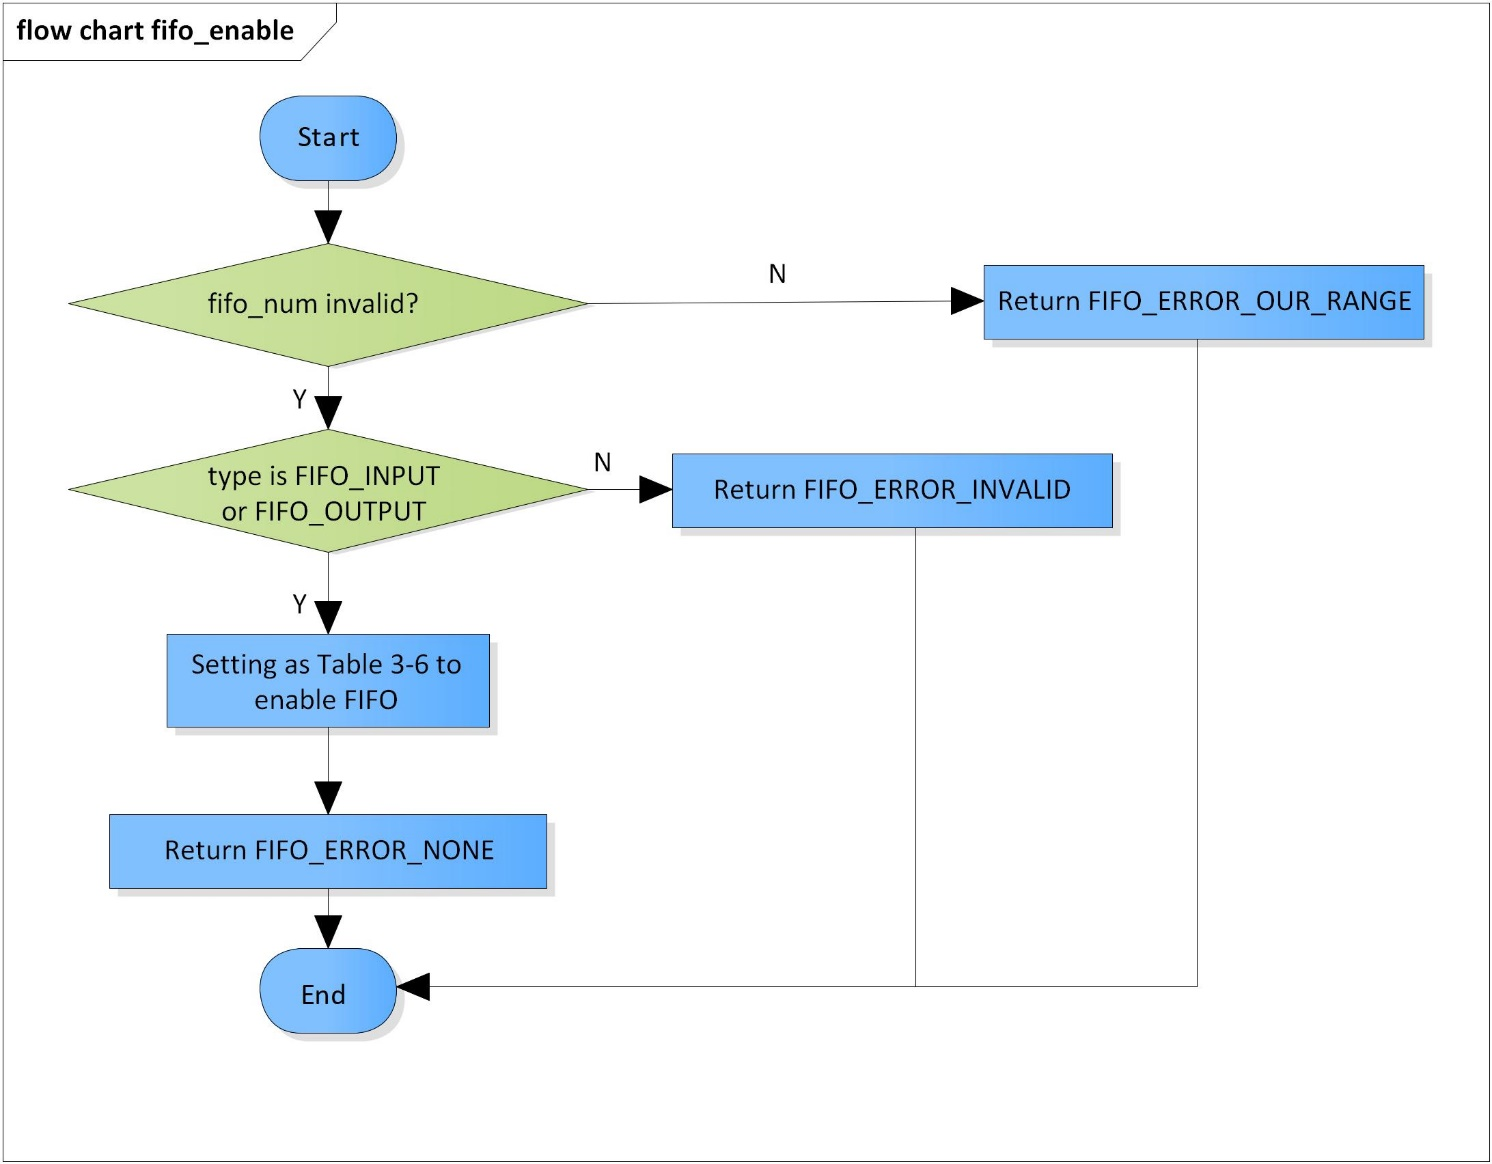 flow chart fifo_enable
Start
fifo_num invalid?
N
Return FIFO_ERROR_OUR_RANGE
Y
type is FIFO_INPUT
or FIFO_OUTPUT
N
Return FIFO_ERROR_INVALID
Y
Setting as Table 3-6 to
enable FIFO
Return FIFO_ERROR_NONE
End